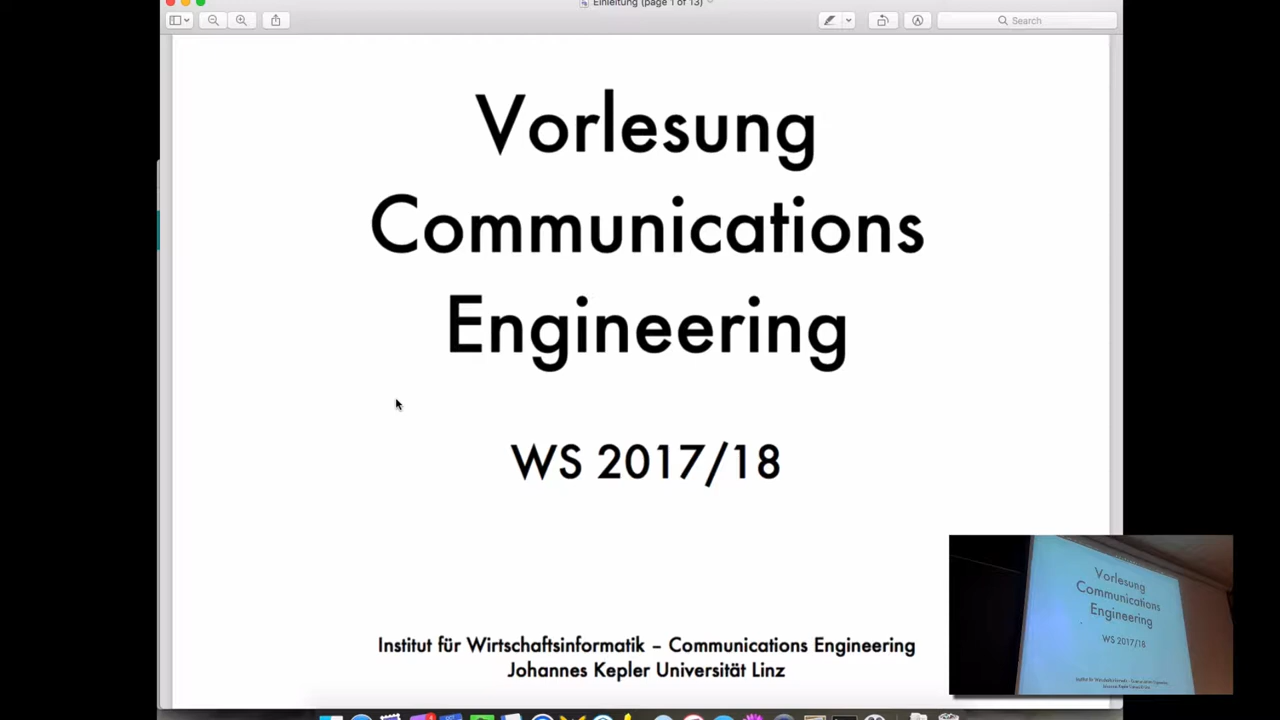 Einleitung (page 1 of 13)
Search
Vorlesung
Communications
Engineering
WS 2017/18
Institut für Wirtschaftsinformatik – Communications Engineering
Johannes Kepler Universität Linz
Vorlesung
Communications
Engineering
WS 2017/18